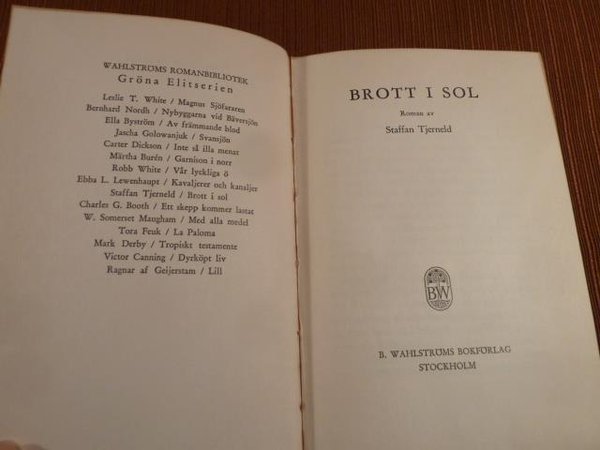 WAHLSTRÖMS ROMANBIBLIOTEK
Gröna Elitserien
Leslie T. White / Magnus Sjöfararen
Bernhard Nordh / Nybyggarna vid Bäversjön
Ella Byström / Av främmande blod
Jascha Golowanjuk / Svansjön
Carter Dickson / Inte så illa menat
Märtha Burén / Garnison i norr
Robb White / Vår lyckliga ö
Ebba L. Lewenhaupt / Kavaljerer och kanaljer
Staffan Tjerneld / Brott i sol
Charles G. Booth / Ett skepp kommer lastat
W. Somerset Maugham / Med alla medel
Tora Feuk / La Paloma
Mark Derby / Tropiskt testamente
Victor Canning / Dyrköpt liv
Ragnar af Geijerstam / Lill
BROTT I SOL
Roman av
Staffan Tjerneld
BW
B. WAHLSTRÖMS BOKFÖRLAG
STOCKHOLM